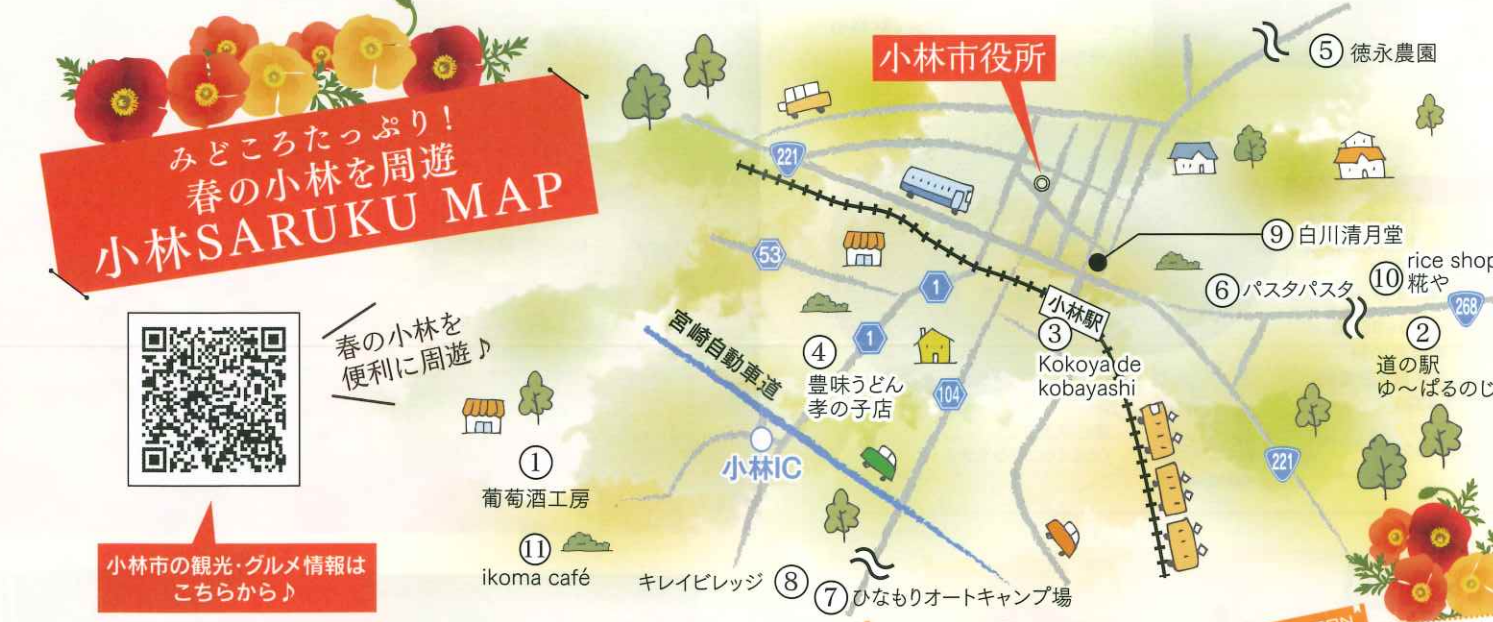 みどころたっぷり！
春の小林を周遊
小林SARUKU MAP
春の小林を
便利に周遊♪
小林市の観光・グルメ情報は
こちらから♪
小林市役所
⑤ 徳永農園
221
53
1
1
104
⑨ 白川清月堂
⑥ パスタパスタ
⑩ rice shop
糀や
268
② 
道の駅
ゆ〜ぱるのじ
小林駅
③
Kokoya de
kobayashi
④
豊味うどん
孝の子店
宮崎自動車道
小林IC
221
①
葡萄酒工房
⑪
ikoma café
キレイビレッジ ⑧
⑦ ひなもりオートキャンプ場